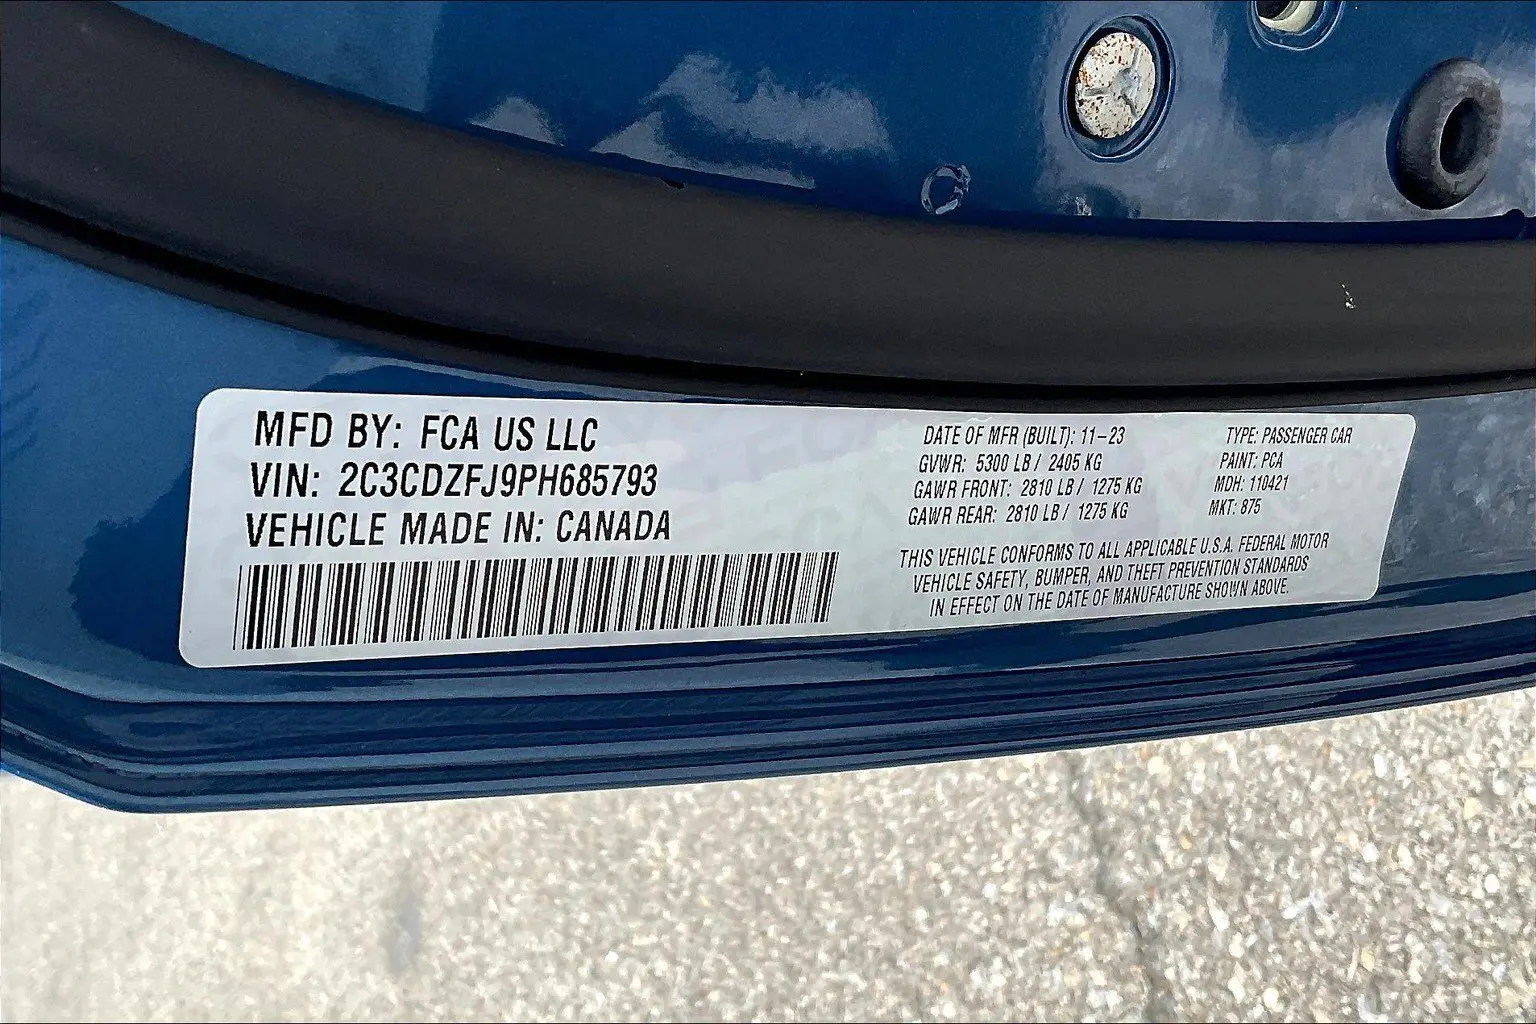 MFD BY: FCA US LLC
VIN: 2C3CDZFJ9PH685793
VEHICLE MADE IN: CANADA
DATE OF MFR (BUILT): 11-23
GVWR: 5300 LB / 2405 KG
GAWR FRONT: 2810 LB / 1275 KG
GAWR REAR: 2810 LB / 1275 KG
TYPE: PASSENGER CAR
PAINT: PCA
MDH: 110421
MKT: 875
THIS VEHICLE CONFORMS TO ALL APPLICABLE U.S.A. FEDERAL MOTOR
VEHICLE SAFETY, BUMPER, AND THEFT PREVENTION STANDARDS
IN EFFECT ON THE DATE OF MANUFACTURE SHOWN ABOVE.